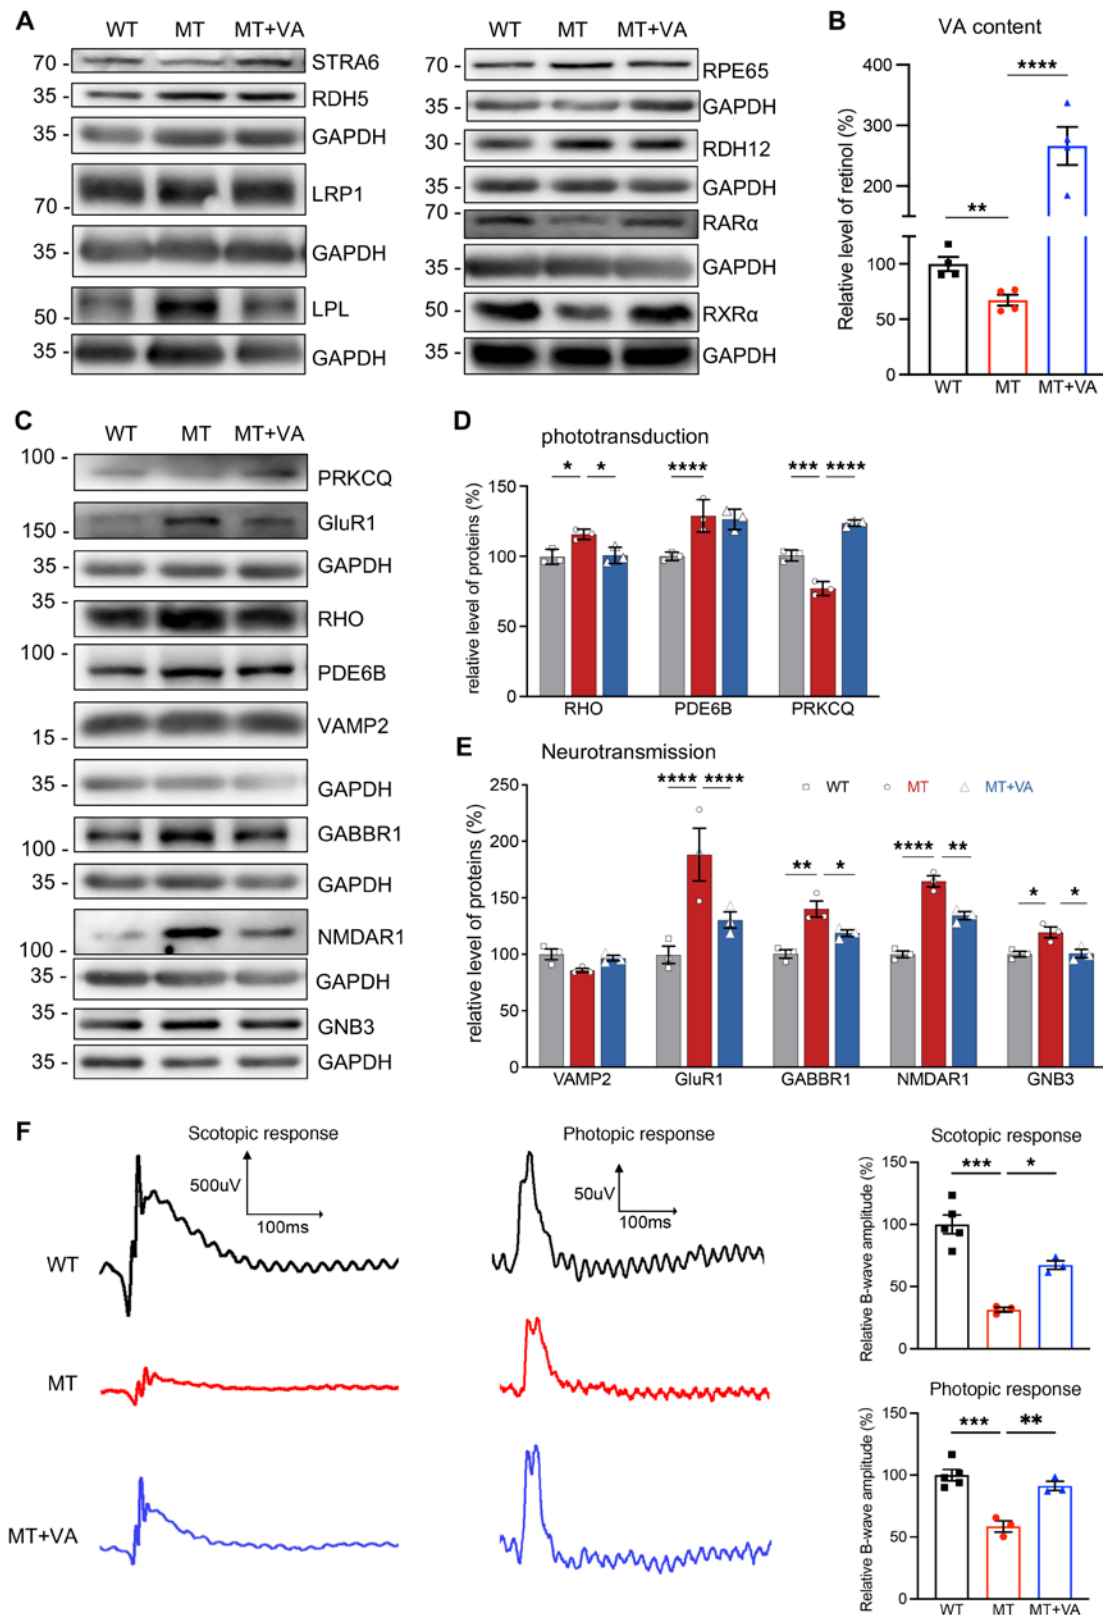 A
WT MT MT+VA
70 - STRA6
35 - RDH5
35 - GAPDH
70 - LRP1
35 - GAPDH
50 - LPL
35 - GAPDH
WT MT MT+VA
70 - RPE65
35 - GAPDH
30 - RDH12
35 - GAPDH
70 - RARα
35 - GAPDH
50 - RXRα
35 - GAPDH
B
VA content
Relative level of retinol (%)
400
300
200
100
50
0
** ****
WT MT MT+VA
C
WT MT MT+VA
100 - PRKCQ
150 - GluR1
35 - GAPDH
35 - RHO
100 - PDE6B
15 - VAMP2
35 - GAPDH
100 - GABBR1
35 - GAPDH
100 - NMDAR1
35 - GAPDH
35 - GNB3
35 - GAPDH
D
phototransduction
relative level of proteins (%)
150
100
50
0
* * **** *** ****
RHO PDE6B PRKCQ
E
Neurotransmission
relative level of proteins (%)
250
200
150
100
50
0
WT MT MT+VA
**** **** ** * **** ** * *
VAMP2 GluR1 GABBR1 NMDAR1 GNB3
F
Scotopic response
500uV
100ms
Photopic response
50uV
100ms
WT
MT
MT+VA
Scotopic response
Relative B-wave amplitude (%)
150
100
50
0
*** *
Photopic response
Relative B-wave amplitude (%)
150
100
50
0
*** **
WT MT MT+VA